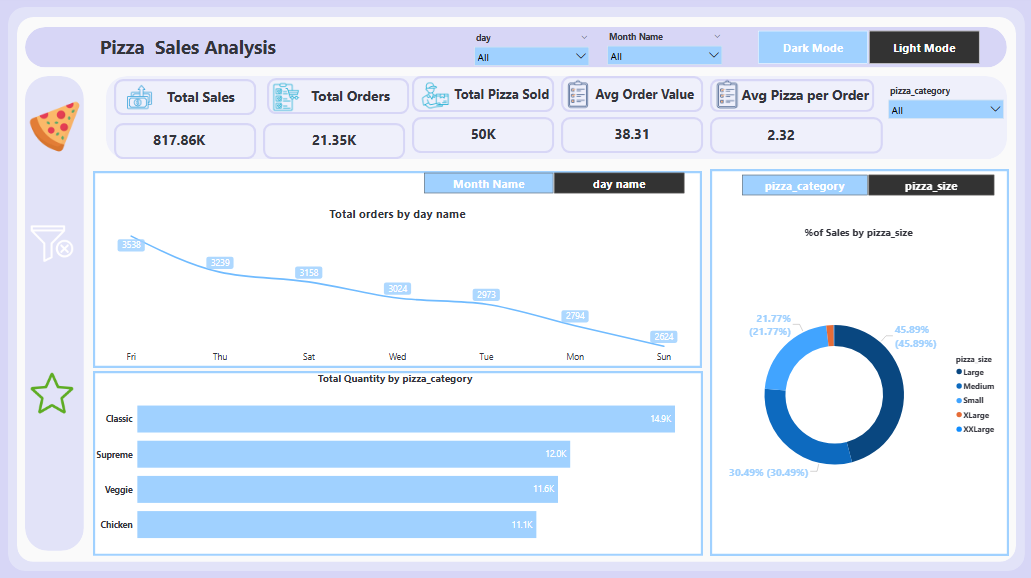 Pizza Sales Analysis
day
All
Month Name
All
Dark Mode
Light Mode
Total Sales
Total Orders
Total Pizza Sold
Avg Order Value
Avg Pizza per Order
pizza_category
All
817.86K
21.35K
50K
38.31
2.32
Month Name
day name
Total orders by day name
3538
3239
3158
3024
2973
2794
2624
Fri
Thu
Sat
Wed
Tue
Mon
Sun
Total Quantity by pizza_category
Classic
14.9K
Supreme
12.0K
Veggie
11.6K
Chicken
11.1K
pizza_category
pizza_size
%of Sales by pizza_size
21.77%
(21.77%)
45.89%
(45.89%)
30.49% (30.49%)
pizza_size
Large
Medium
Small
XLarge
XXLarge